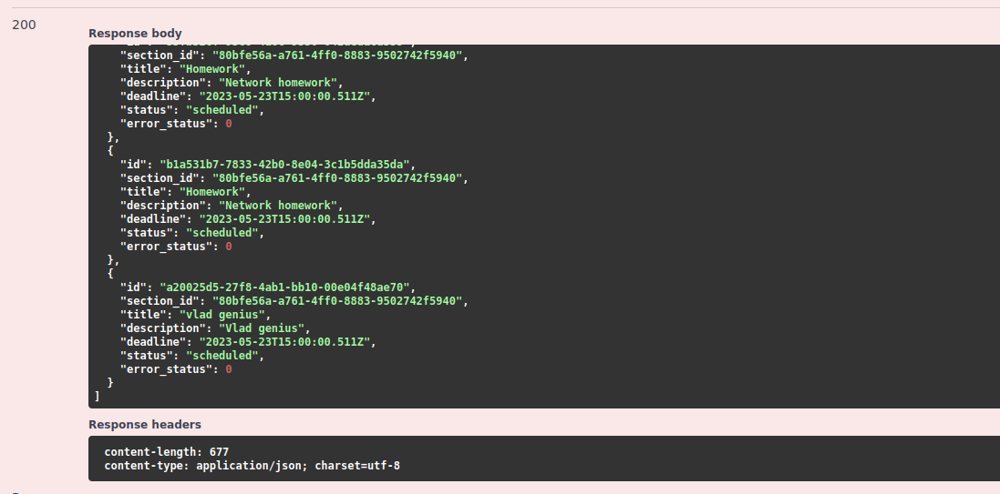 200
Response body
"section_id": "80bfe56a-a761-4ff0-8883-9502742f5940",
"title": "Homework",
"description": "Network homework",
"deadline": "2023-05-23T15:00:00.511Z",
"status": "scheduled",
"error_status": 0
},
{
"id": "b1a531b7-7833-42b0-8e04-3c1b5dda35da",
"section_id": "80bfe56a-a761-4ff0-8883-9502742f5940",
"title": "Homework",
"description": "Network homework",
"deadline": "2023-05-23T15:00:00.511Z",
"status": "scheduled",
"error_status": 0
},
{
"id": "a20025d5-27f8-4ab1-bb10-00e04f48ae70",
"section_id": "80bfe56a-a761-4ff0-8883-9502742f5940",
"title": "vlad genius",
"description": "Vlad genius",
"deadline": "2023-05-23T15:00:00.511Z",
"status": "scheduled",
"error_status": 0
}
]
Response headers
content-length: 677
content-type: application/json; charset=utf-8